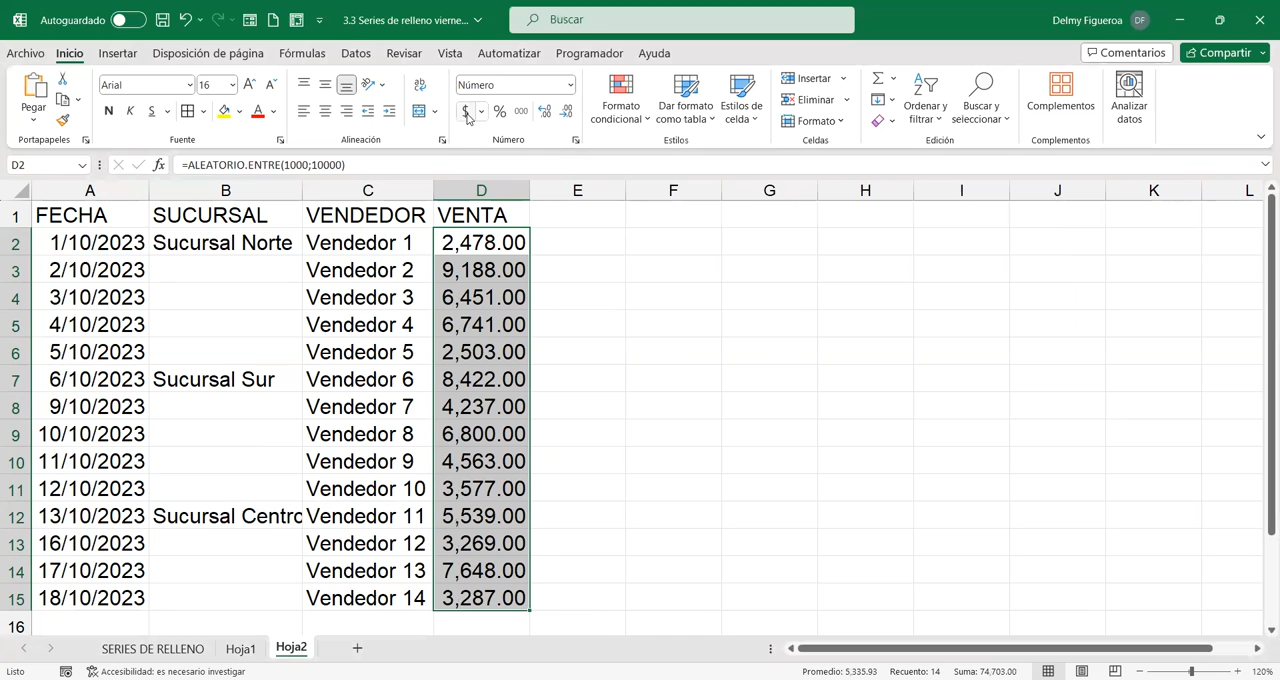 Autoguardado 3.3 Series de relleno vierne... Buscar Delmy Figueroa DF
Archivo Inicio Insertar Disposición de página Fórmulas Datos Revisar Vista Automatizar Programador Ayuda Comentarios Compartir
Pegar Arial 16 Número Formato condicional Dar formato como tabla Estilos de celda Insertar Eliminar Formato Ordenar y filtrar Buscar y seleccionar Complementos Analizar datos
N K S $ % 000
Portapapeles Fuente Alineación Número Estilos Celdas Edición Complementos
D2 fx =ALEATORIO.ENTRE(1000;10000)
A B C D E F G H I J K L
1 FECHA SUCURSAL VENDEDOR VENTA
2 1/10/2023 Sucursal Norte Vendedor 1 2,478.00
3 2/10/2023 Vendedor 2 9,188.00
4 3/10/2023 Vendedor 3 6,451.00
5 4/10/2023 Vendedor 4 6,741.00
6 5/10/2023 Vendedor 5 2,503.00
7 6/10/2023 Sucursal Sur Vendedor 6 8,422.00
8 9/10/2023 Vendedor 7 4,237.00
9 10/10/2023 Vendedor 8 6,800.00
10 11/10/2023 Vendedor 9 4,563.00
11 12/10/2023 Vendedor 10 3,577.00
12 13/10/2023 Sucursal Centro Vendedor 11 5,539.00
13 16/10/2023 Vendedor 12 3,269.00
14 17/10/2023 Vendedor 13 7,648.00
15 18/10/2023 Vendedor 14 3,287.00
16
SERIES DE RELLENO Hoja1 Hoja2
Listo Accesibilidad: es necesario investigar Promedio: 5,335.93 Recuento: 14 Suma: 74,703.00 120%